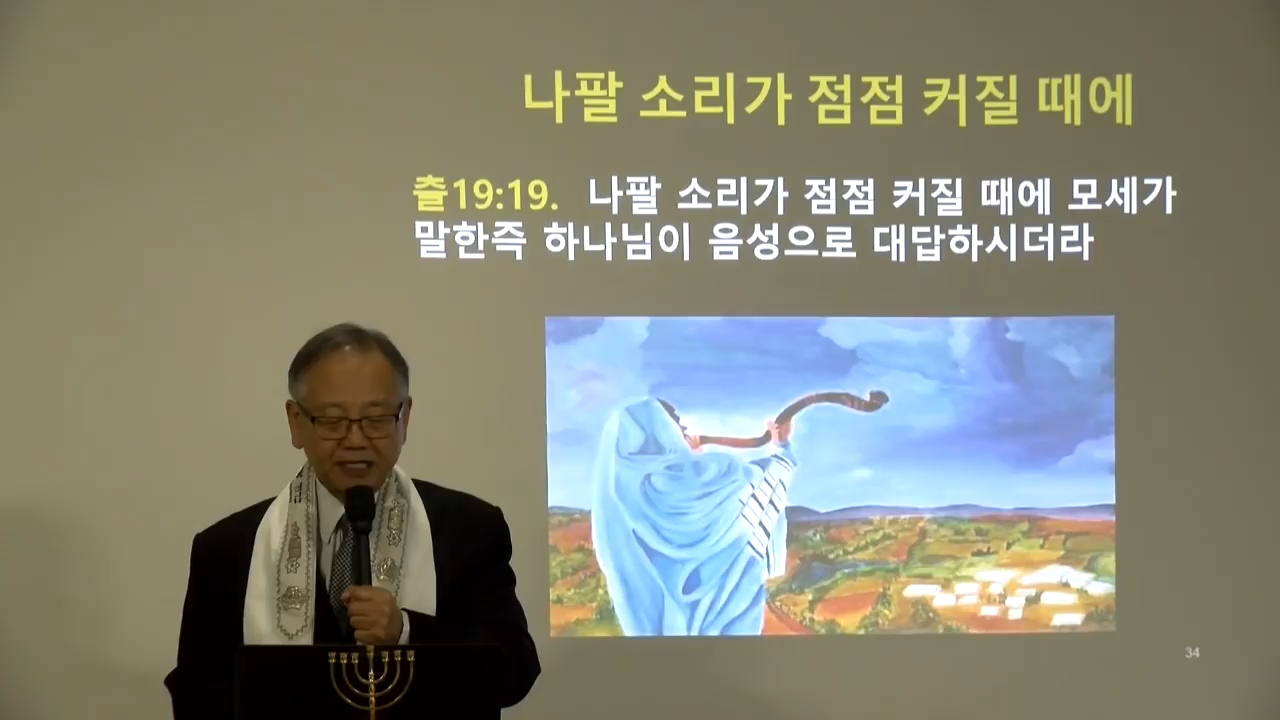 나팔 소리가 점점 커질 때에
출19:19. 나팔 소리가 점점 커질 때에 모세가
말한즉 하나님이 음성으로 대답하시더라
34